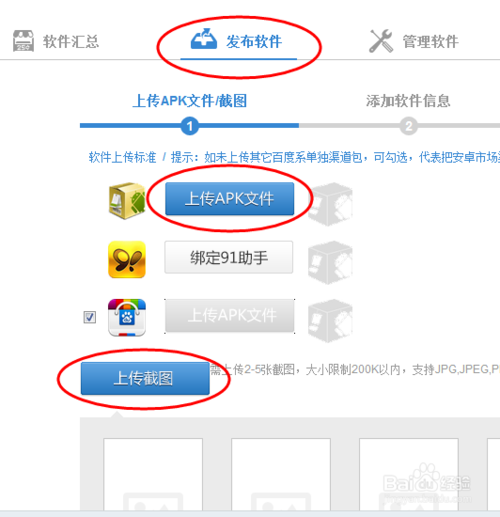 软件汇总 发布软件 管理软件
上传APK文件/截图 添加软件信息
1 2
软件上传标准 / 提示：如未上传其它百度系单独渠道包，可勾选，代表把安卓市场
上传APK文件
绑定91助手
上传APK文件
上传截图 需上传2-5张截图，大小限制200K以内，支持JPG,JPEG,P
Baidu经验